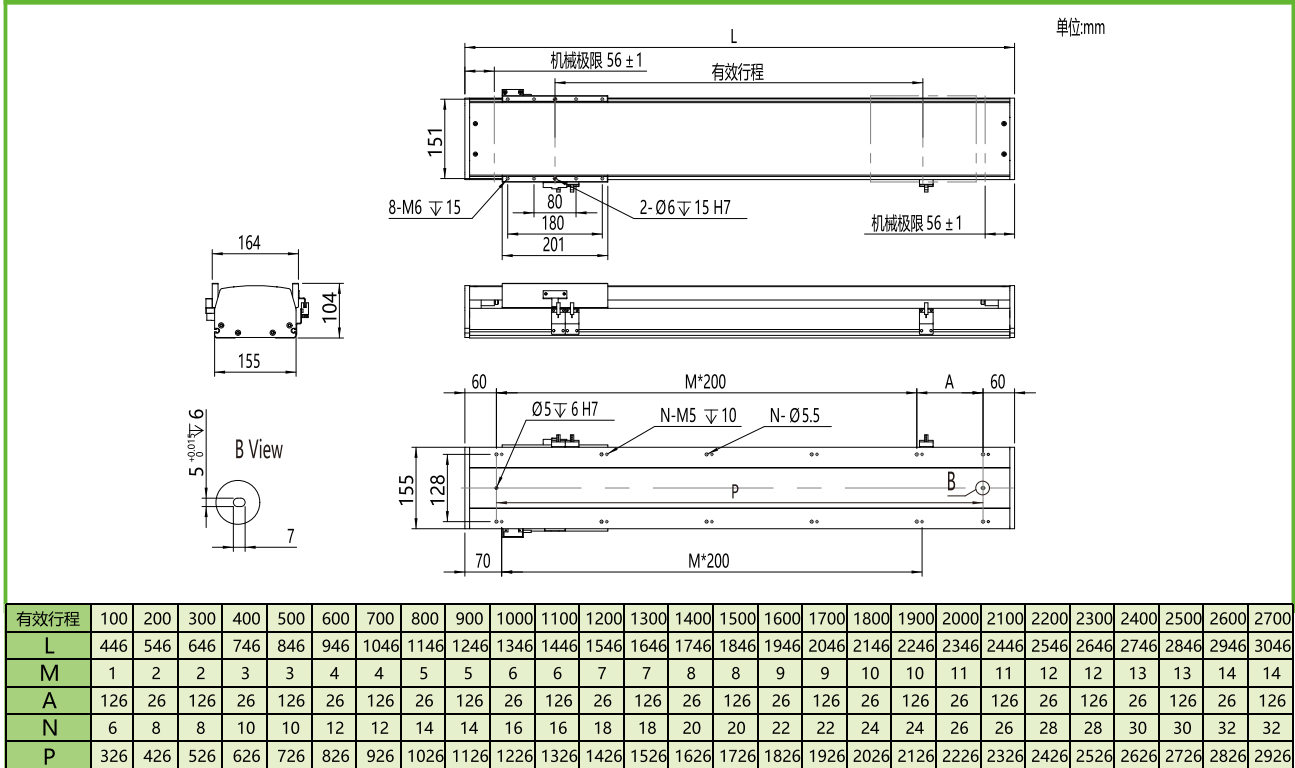 单位:mm
L
机械极限 56 ±1
有效行程
151
8-M6 ↧ 15
80
2- Ø6 ↧ 15 H7
180
机械极限 56 ±1
201
164
104
155
60
M*200
A
60
Ø5 ↧ 6 H7
N-M5 ↧ 10
N- Ø5.5
5 +0.015 0 ↧ 6
B View
155
128
P
B
7
70
M*200
有效行程 100 200 300 400 500 600 700 800 900 1000 1100 1200 1300 1400 1500 1600 1700 1800 1900 2000 2100 2200 2300 2400 2500 2600 2700
L 446 546 646 746 846 946 1046 1146 1246 1346 1446 1546 1646 1746 1846 1946 2046 2146 2246 2346 2446 2546 2646 2746 2846 2946 3046
M 1 2 2 3 3 4 4 5 5 6 6 7 7 8 8 9 9 10 10 11 11 12 12 13 13 14 14
A 126 26 126 26 126 26 126 26 126 26 126 26 126 26 126 26 126 26 126 26 126 26 126 26 126 26 126
N 6 8 8 10 10 12 12 14 14 16 16 18 18 20 20 22 22 24 24 26 26 28 28 30 30 32 32
P 326 426 526 626 726 826 926 1026 1126 1226 1326 1426 1526 1626 1726 1826 1926 2026 2126 2226 2326 2426 2526 2626 2726 2826 2926